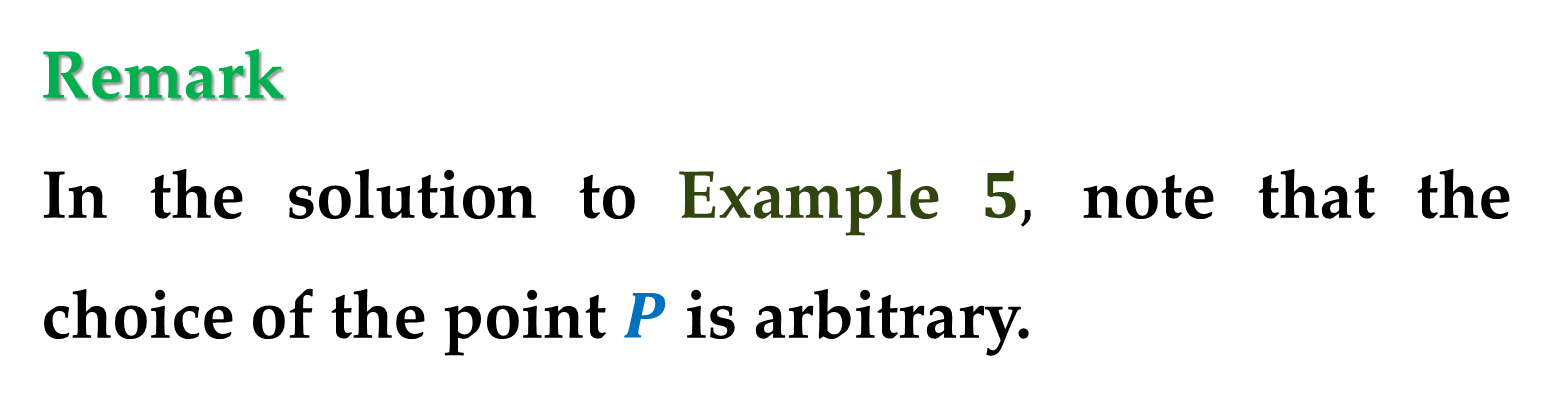 Remark
In the solution to Example 5, note that the
choice of the point P is arbitrary.